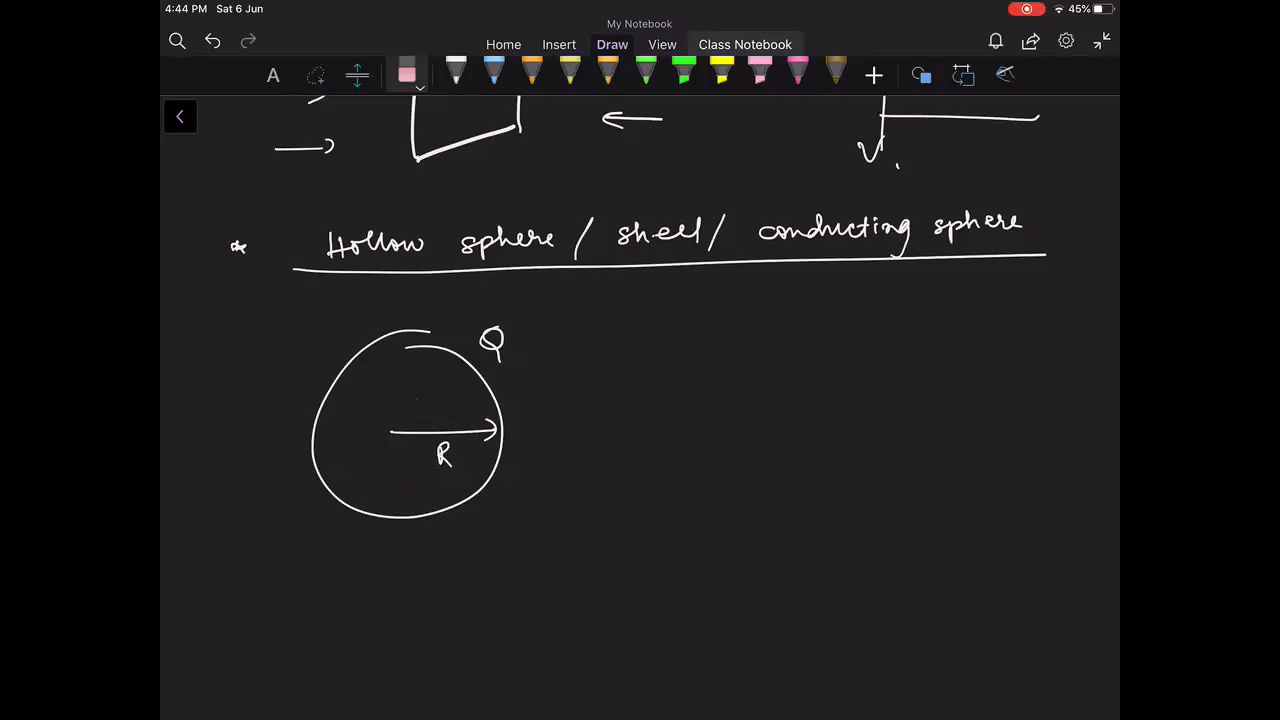 4:44 PM Sat 6 Jun
45%
My Notebook
Home Insert Draw View Class Notebook
A
* Hollow sphere / shell / conducting sphere
Q
R